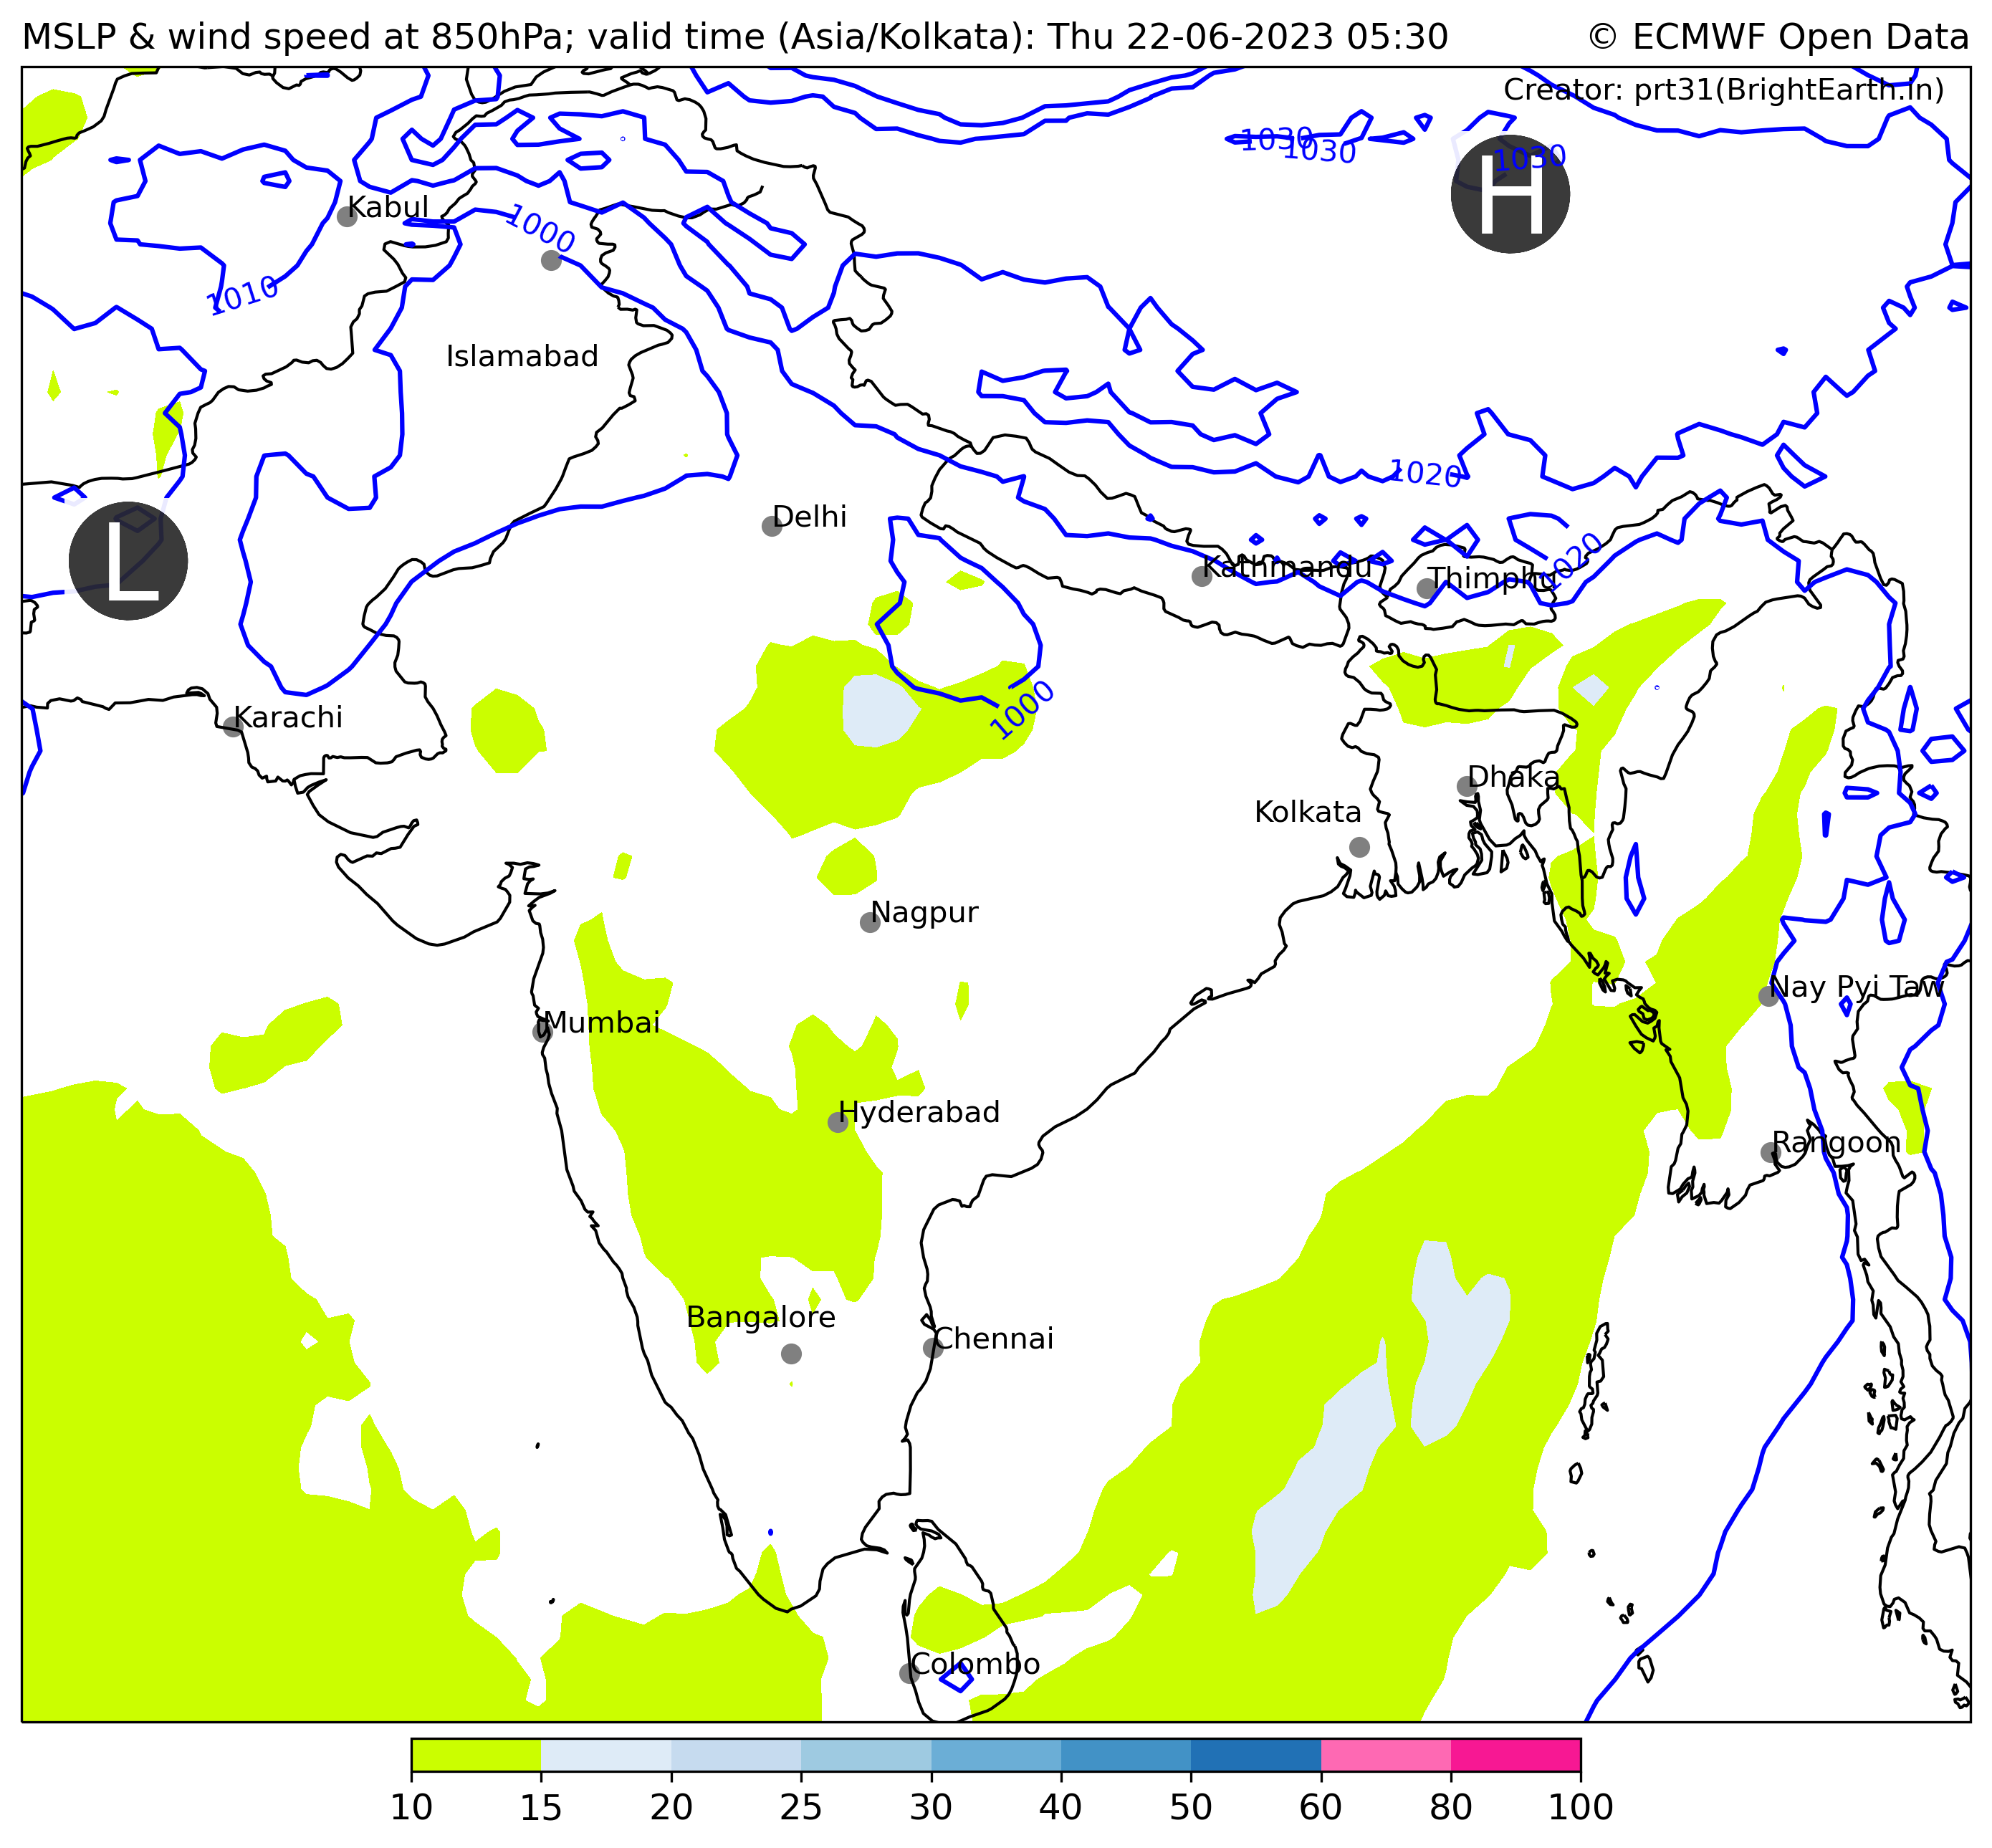 MSLP & wind speed at 850hPa; valid time (Asia/Kolkata): Thu 22-06-2023 05:30
© ECMWF Open Data
Creator: prt31(BrightEarth.in)
1030
1030
1030
H
Kabul
1000
1010
Islamabad
1020
L
Delhi
Kathmandu
Thimphu
1020
Karachi
1000
Dhaka
Kolkata
Nagpur
Nay Pyi Taw
Mumbai
Hyderabad
Rangoon
Bangalore
Chennai
Colombo
10 15 20 25 30 40 50 60 80 100